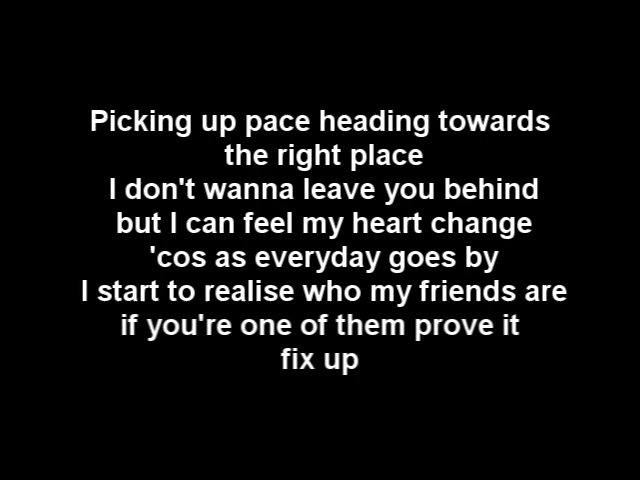 Picking up pace heading towards
the right place
I don't wanna leave you behind
but I can feel my heart change
'cos as everyday goes by
I start to realise who my friends are
if you're one of them prove it
fix up